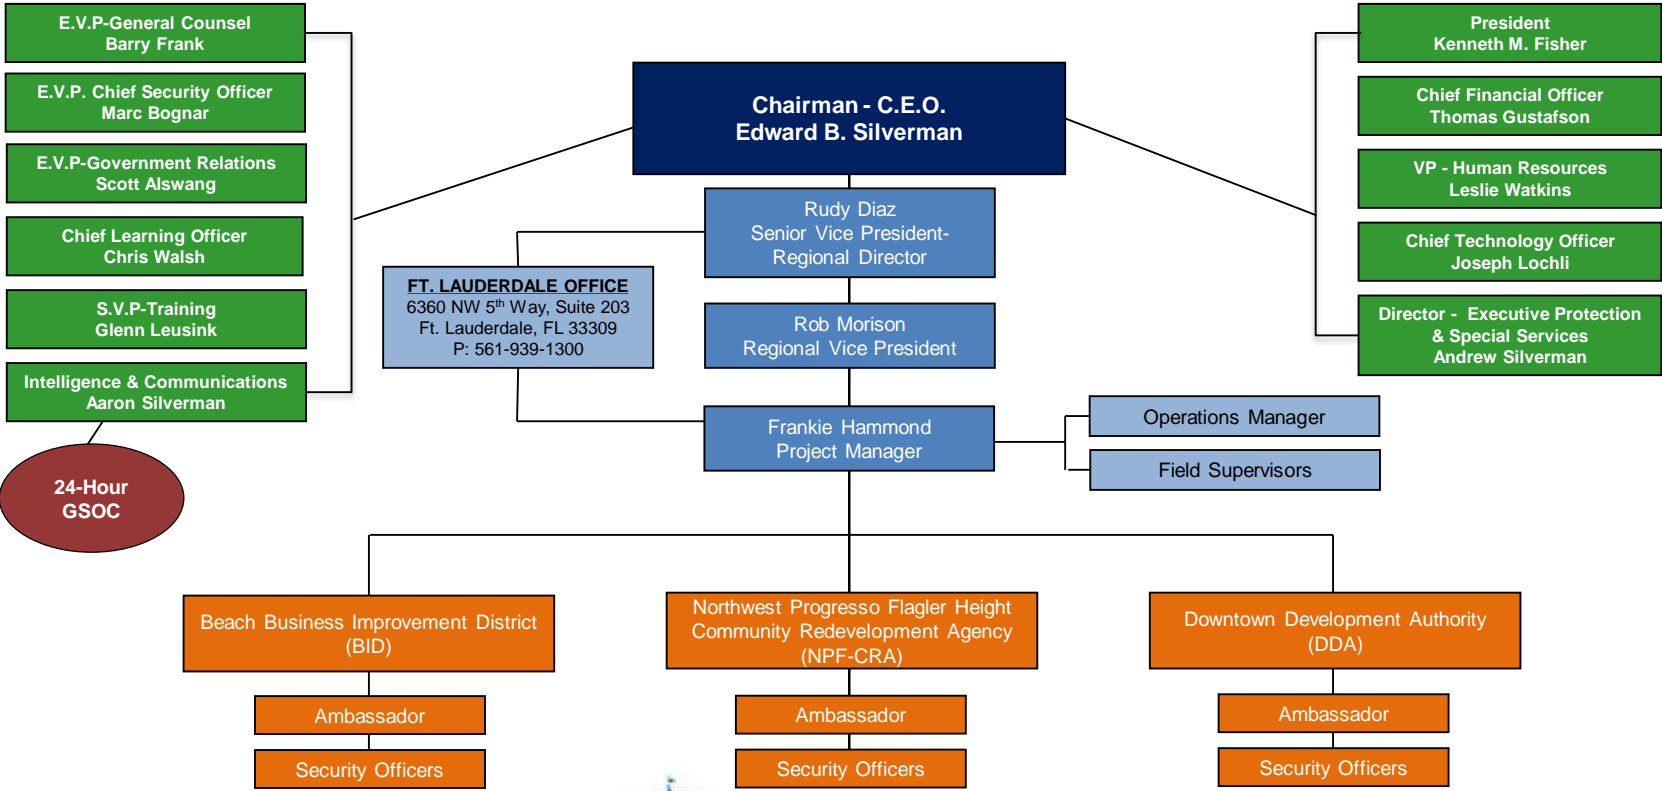 E.V.P-General Counsel
Barry Frank
E.V.P. Chief Security Officer
Marc Bognar
E.V.P-Government Relations
Scott Alswang
Chief Learning Officer
Chris Walsh
S.V.P-Training
Glenn Leusink
Intelligence & Communications
Aaron Silverman
24-Hour
GSOC
Chairman - C.E.O.
Edward B. Silverman
Rudy Diaz
Senior Vice President-
Regional Director
FT. LAUDERDALE OFFICE
6360 NW 5th Way, Suite 203
Ft. Lauderdale, FL 33309
P: 561-939-1300
Rob Morison
Regional Vice President
Frankie Hammond
Project Manager
Operations Manager
Field Supervisors
President
Kenneth M. Fisher
Chief Financial Officer
Thomas Gustafson
VP - Human Resources
Leslie Watkins
Chief Technology Officer
Joseph Lochli
Director - Executive Protection
& Special Services
Andrew Silverman
Beach Business Improvement District
(BID)
Ambassador
Security Officers
Northwest Progresso Flagler Height
Community Redevelopment Agency
(NPF-CRA)
Ambassador
Security Officers
Downtown Development Authority
(DDA)
Ambassador
Security Officers